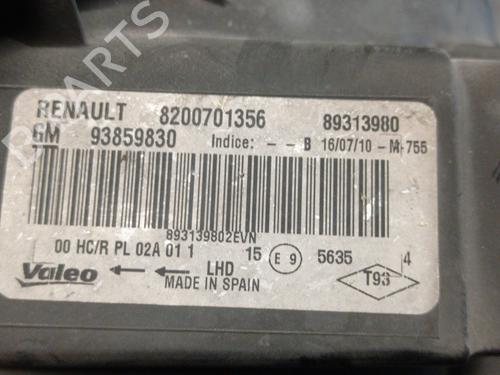 RENAULT 8200701356 89313980
GM 93859830 Indice: - - B 16/07/10 - M-755
893139802EVN
00 HC/R PL 02A 01 1 15 E 9 5635 4
Valeo LHD T93
MADE IN SPAIN
PARTS